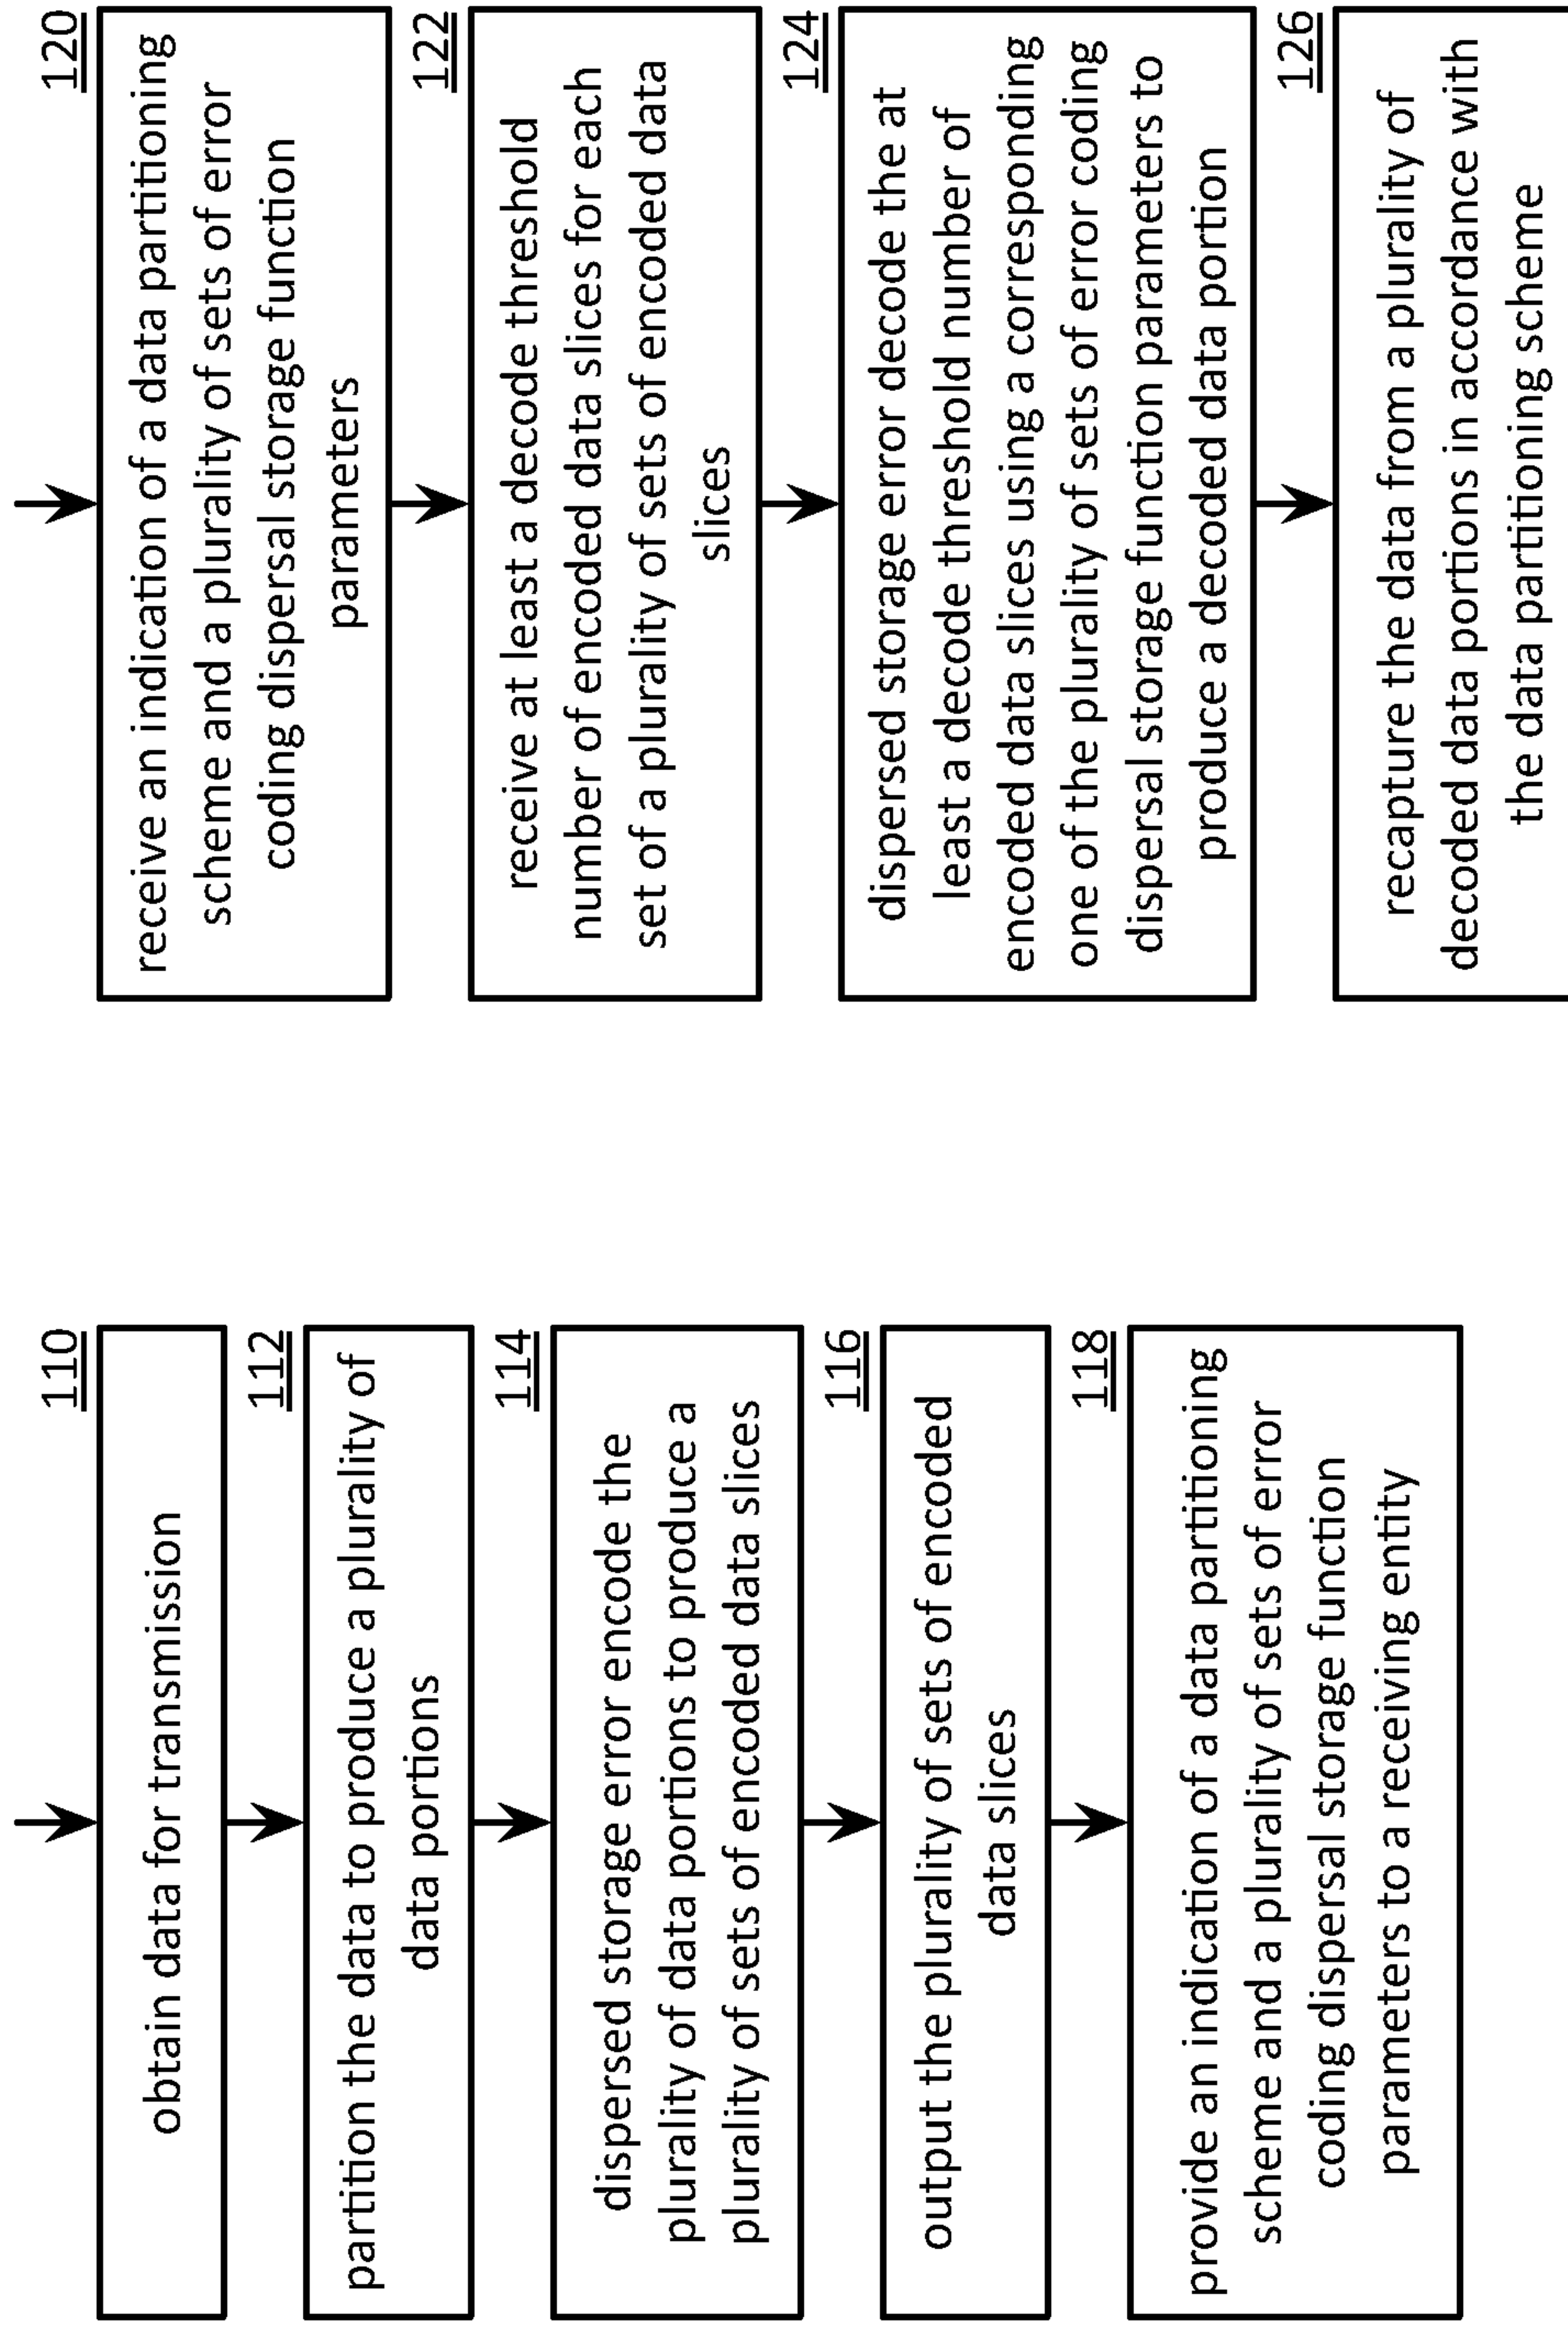 110
obtain data for transmission
112
partition the data to produce a plurality of
data portions
114
dispersed storage error encode the
plurality of data portions to produce a
plurality of sets of encoded data slices
116
output the plurality of sets of encoded
data slices
118
provide an indication of a data partitioning
scheme and a plurality of sets of error
coding dispersal storage function
parameters to a receiving entity
120
receive an indication of a data partitioning
scheme and a plurality of sets of error
coding dispersal storage function
parameters
122
receive at least a decode threshold
number of encoded data slices for each
set of a plurality of sets of encoded data
slices
124
dispersed storage error decode the at
least a decode threshold number of
encoded data slices using a corresponding
one of the plurality of sets of error coding
dispersal storage function parameters to
produce a decoded data portion
126
recapture the data from a plurality of
decoded data portions in accordance with
the data partitioning scheme